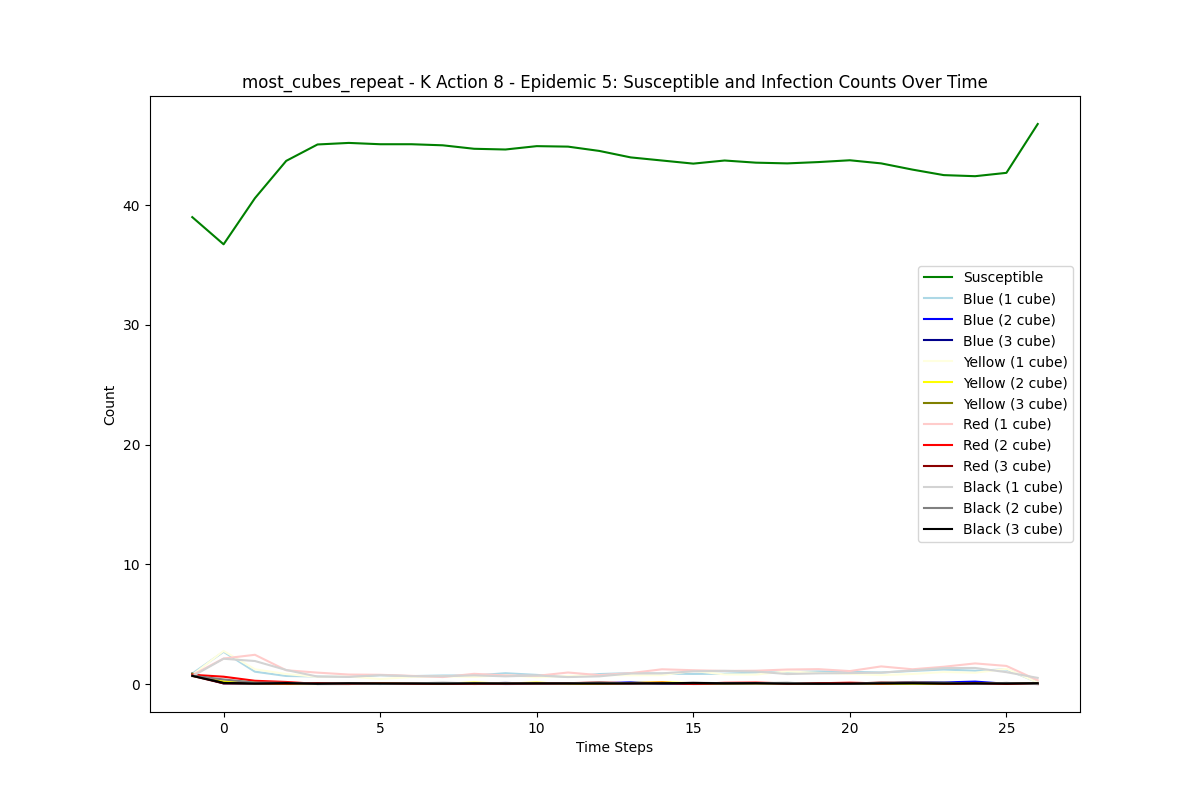 most_cubes_repeat - K Action 8 - Epidemic 5: Susceptible and Infection Counts Over Time
Count
40
30
20
10
0
Susceptible
Blue (1 cube)
Blue (2 cube)
Blue (3 cube)
Yellow (1 cube)
Yellow (2 cube)
Yellow (3 cube)
Red (1 cube)
Red (2 cube)
Red (3 cube)
Black (1 cube)
Black (2 cube)
Black (3 cube)
0 5 10 15 20 25
Time Steps